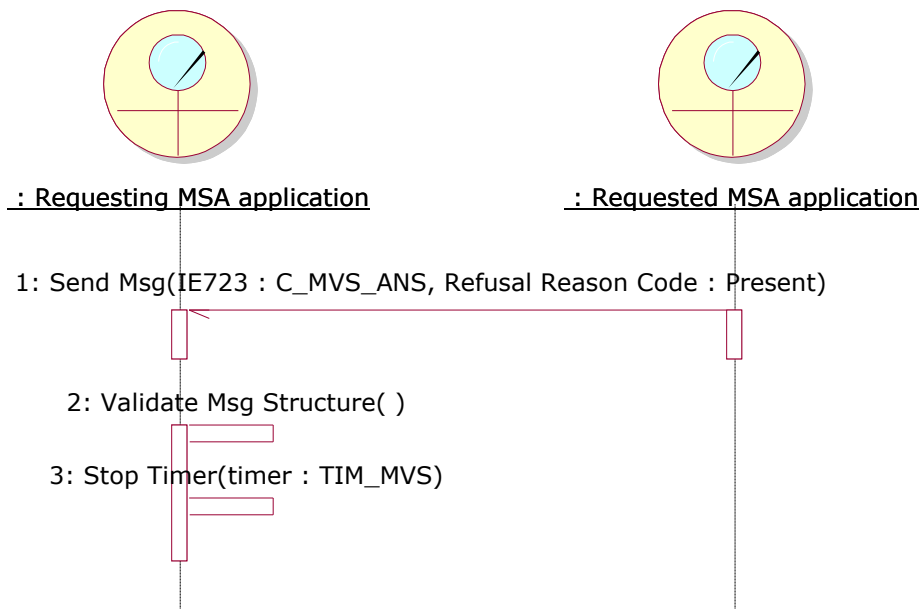 : Requesting MSA application
: Requested MSA application
1: Send Msg(IE723 : C_MVS_ANS, Refusal Reason Code : Present)
2: Validate Msg Structure( )
3: Stop Timer(timer : TIM_MVS)